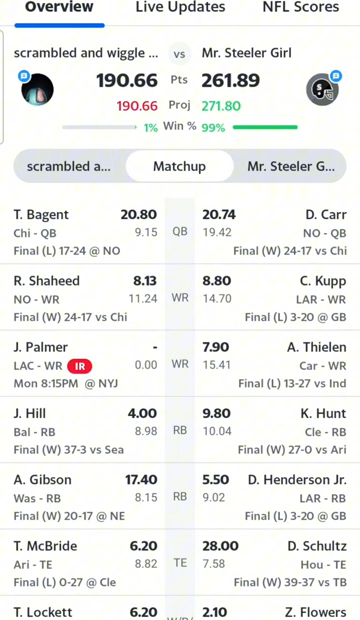 Overview Live Updates NFL Scores
scrambled and wiggle ... vs Mr. Steeler Girl
190.66 Pts 261.89
190.66 Proj 271.80
1% Win % 99%
scrambled a... Matchup Mr. Steeler G...
T. Bagent 20.80 20.74 D. Carr
Chi - QB 9.15 QB 19.42 NO - QB
Final (L) 17-24 @ NO Final (W) 24-17 vs Chi
R. Shaheed 8.13 8.80 C. Kupp
NO - WR 11.24 WR 14.70 LAR - WR
Final (W) 24-17 vs Chi Final (L) 3-20 @ GB
J. Palmer - 7.90 A. Thielen
LAC - WR IR 0.00 WR 15.41 Car - WR
Mon 8:15PM @ NYJ Final (L) 13-27 vs Ind
J. Hill 4.00 9.80 K. Hunt
Bal - RB 8.98 RB 10.04 Cle - RB
Final (W) 37-3 vs Sea Final (W) 27-0 vs Ari
A. Gibson 17.40 5.50 D. Henderson Jr.
Was - RB 8.15 RB 9.02 LAR - RB
Final (W) 20-17 @ NE Final (L) 3-20 @ GB
T. McBride 6.20 28.00 D. Schultz
Ari - TE 8.82 TE 7.58 Hou - TE
Final (L) 0-27 @ Cle Final (W) 39-37 vs TB
T. Lockett 6.20 2.10 Z. Flowers